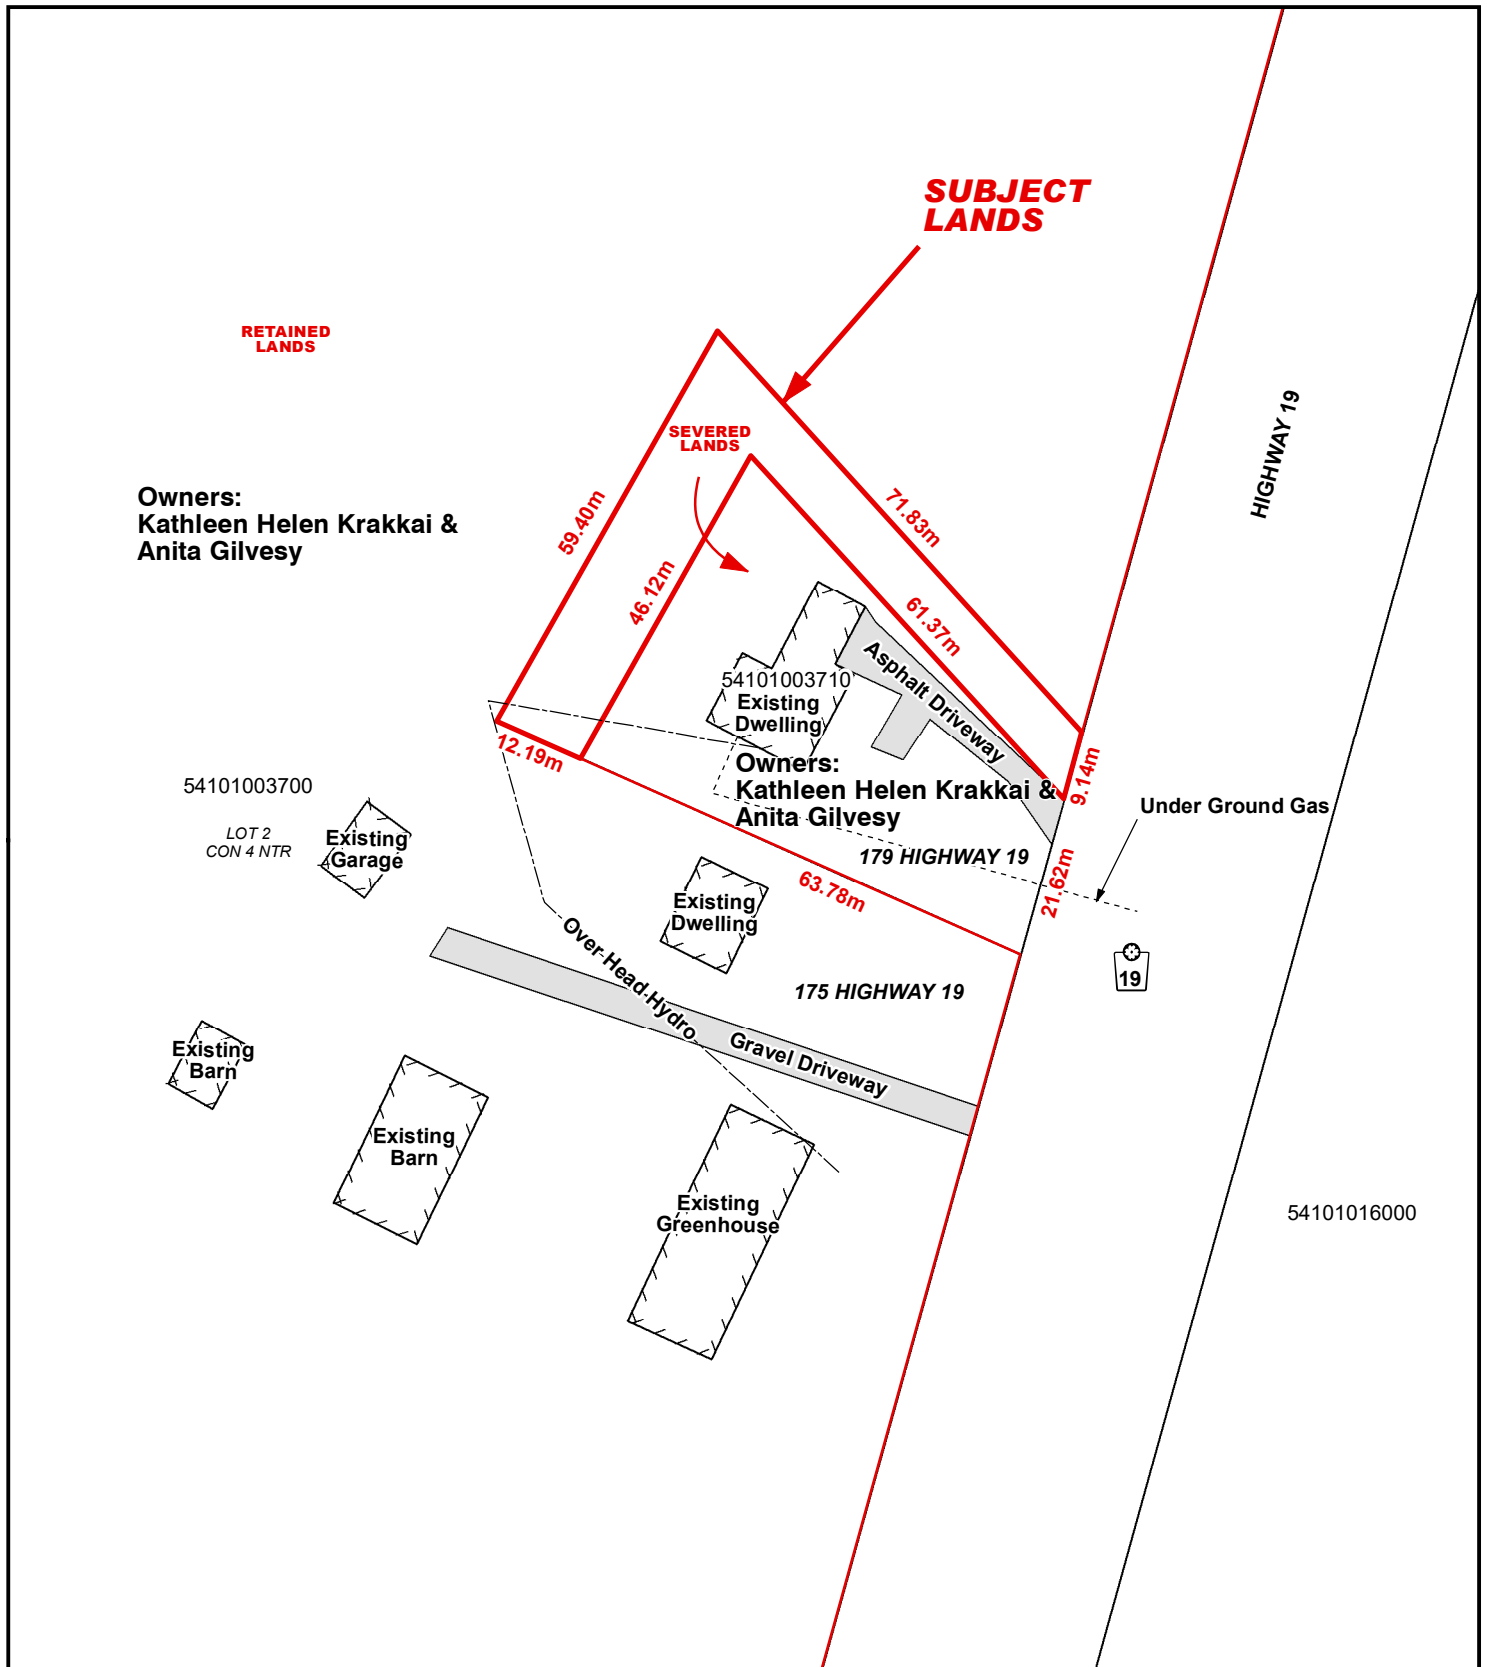 SUBJECT
LANDS
RETAINED
LANDS
HIGHWAY 19
SEVERED
LANDS
Owners:
Kathleen Helen Krakkai &
Anita Gilvesy
59.40m
71.83m
46.12m
61.37m
Asphalt Driveway
54101003710
Existing
Dwelling
12.19m
Owners:
Kathleen Helen Krakkai &
Anita Gilvesy
9.14m
54101003700
Under Ground Gas
LOT 2
CON 4 NTR
Existing
Garage
179 HIGHWAY 19
63.78m
21.62m
Existing
Dwelling
Over-Head-Hydro
19
175 HIGHWAY 19
Gravel Driveway
Existing
Barn
Existing
Barn
Existing
Greenhouse
54101016000